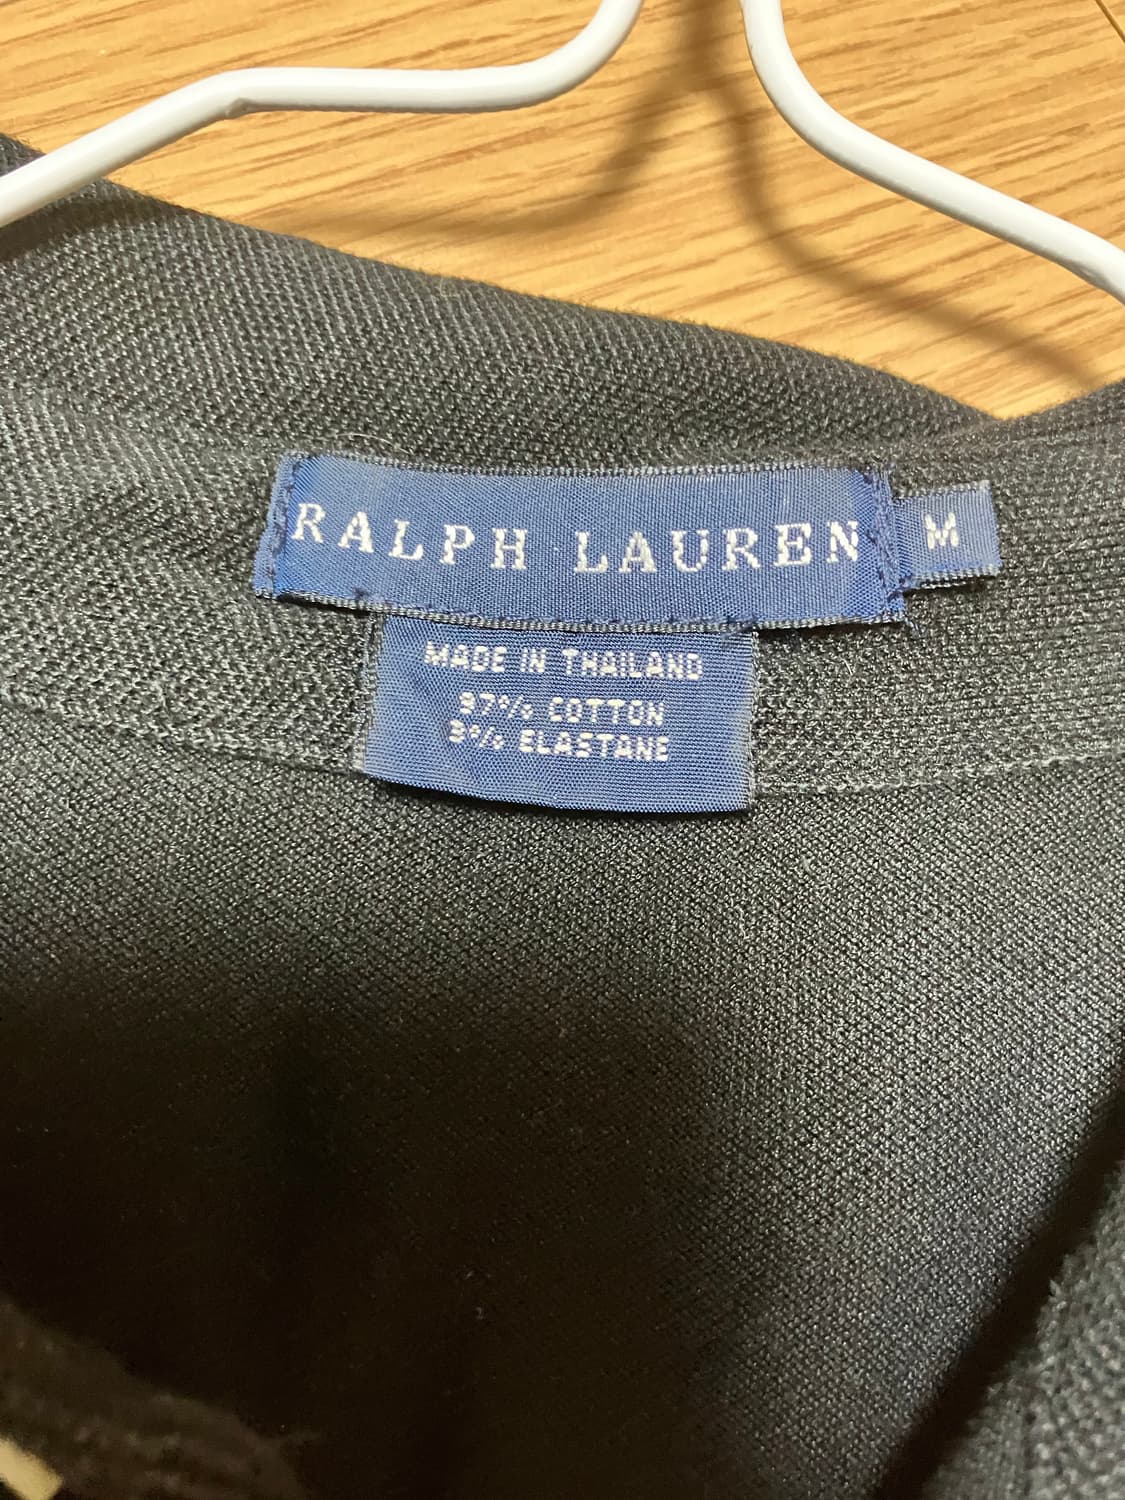 RALPH LAUREN
M
MADE IN THAILAND
97% COTTON
3% ELASTANE